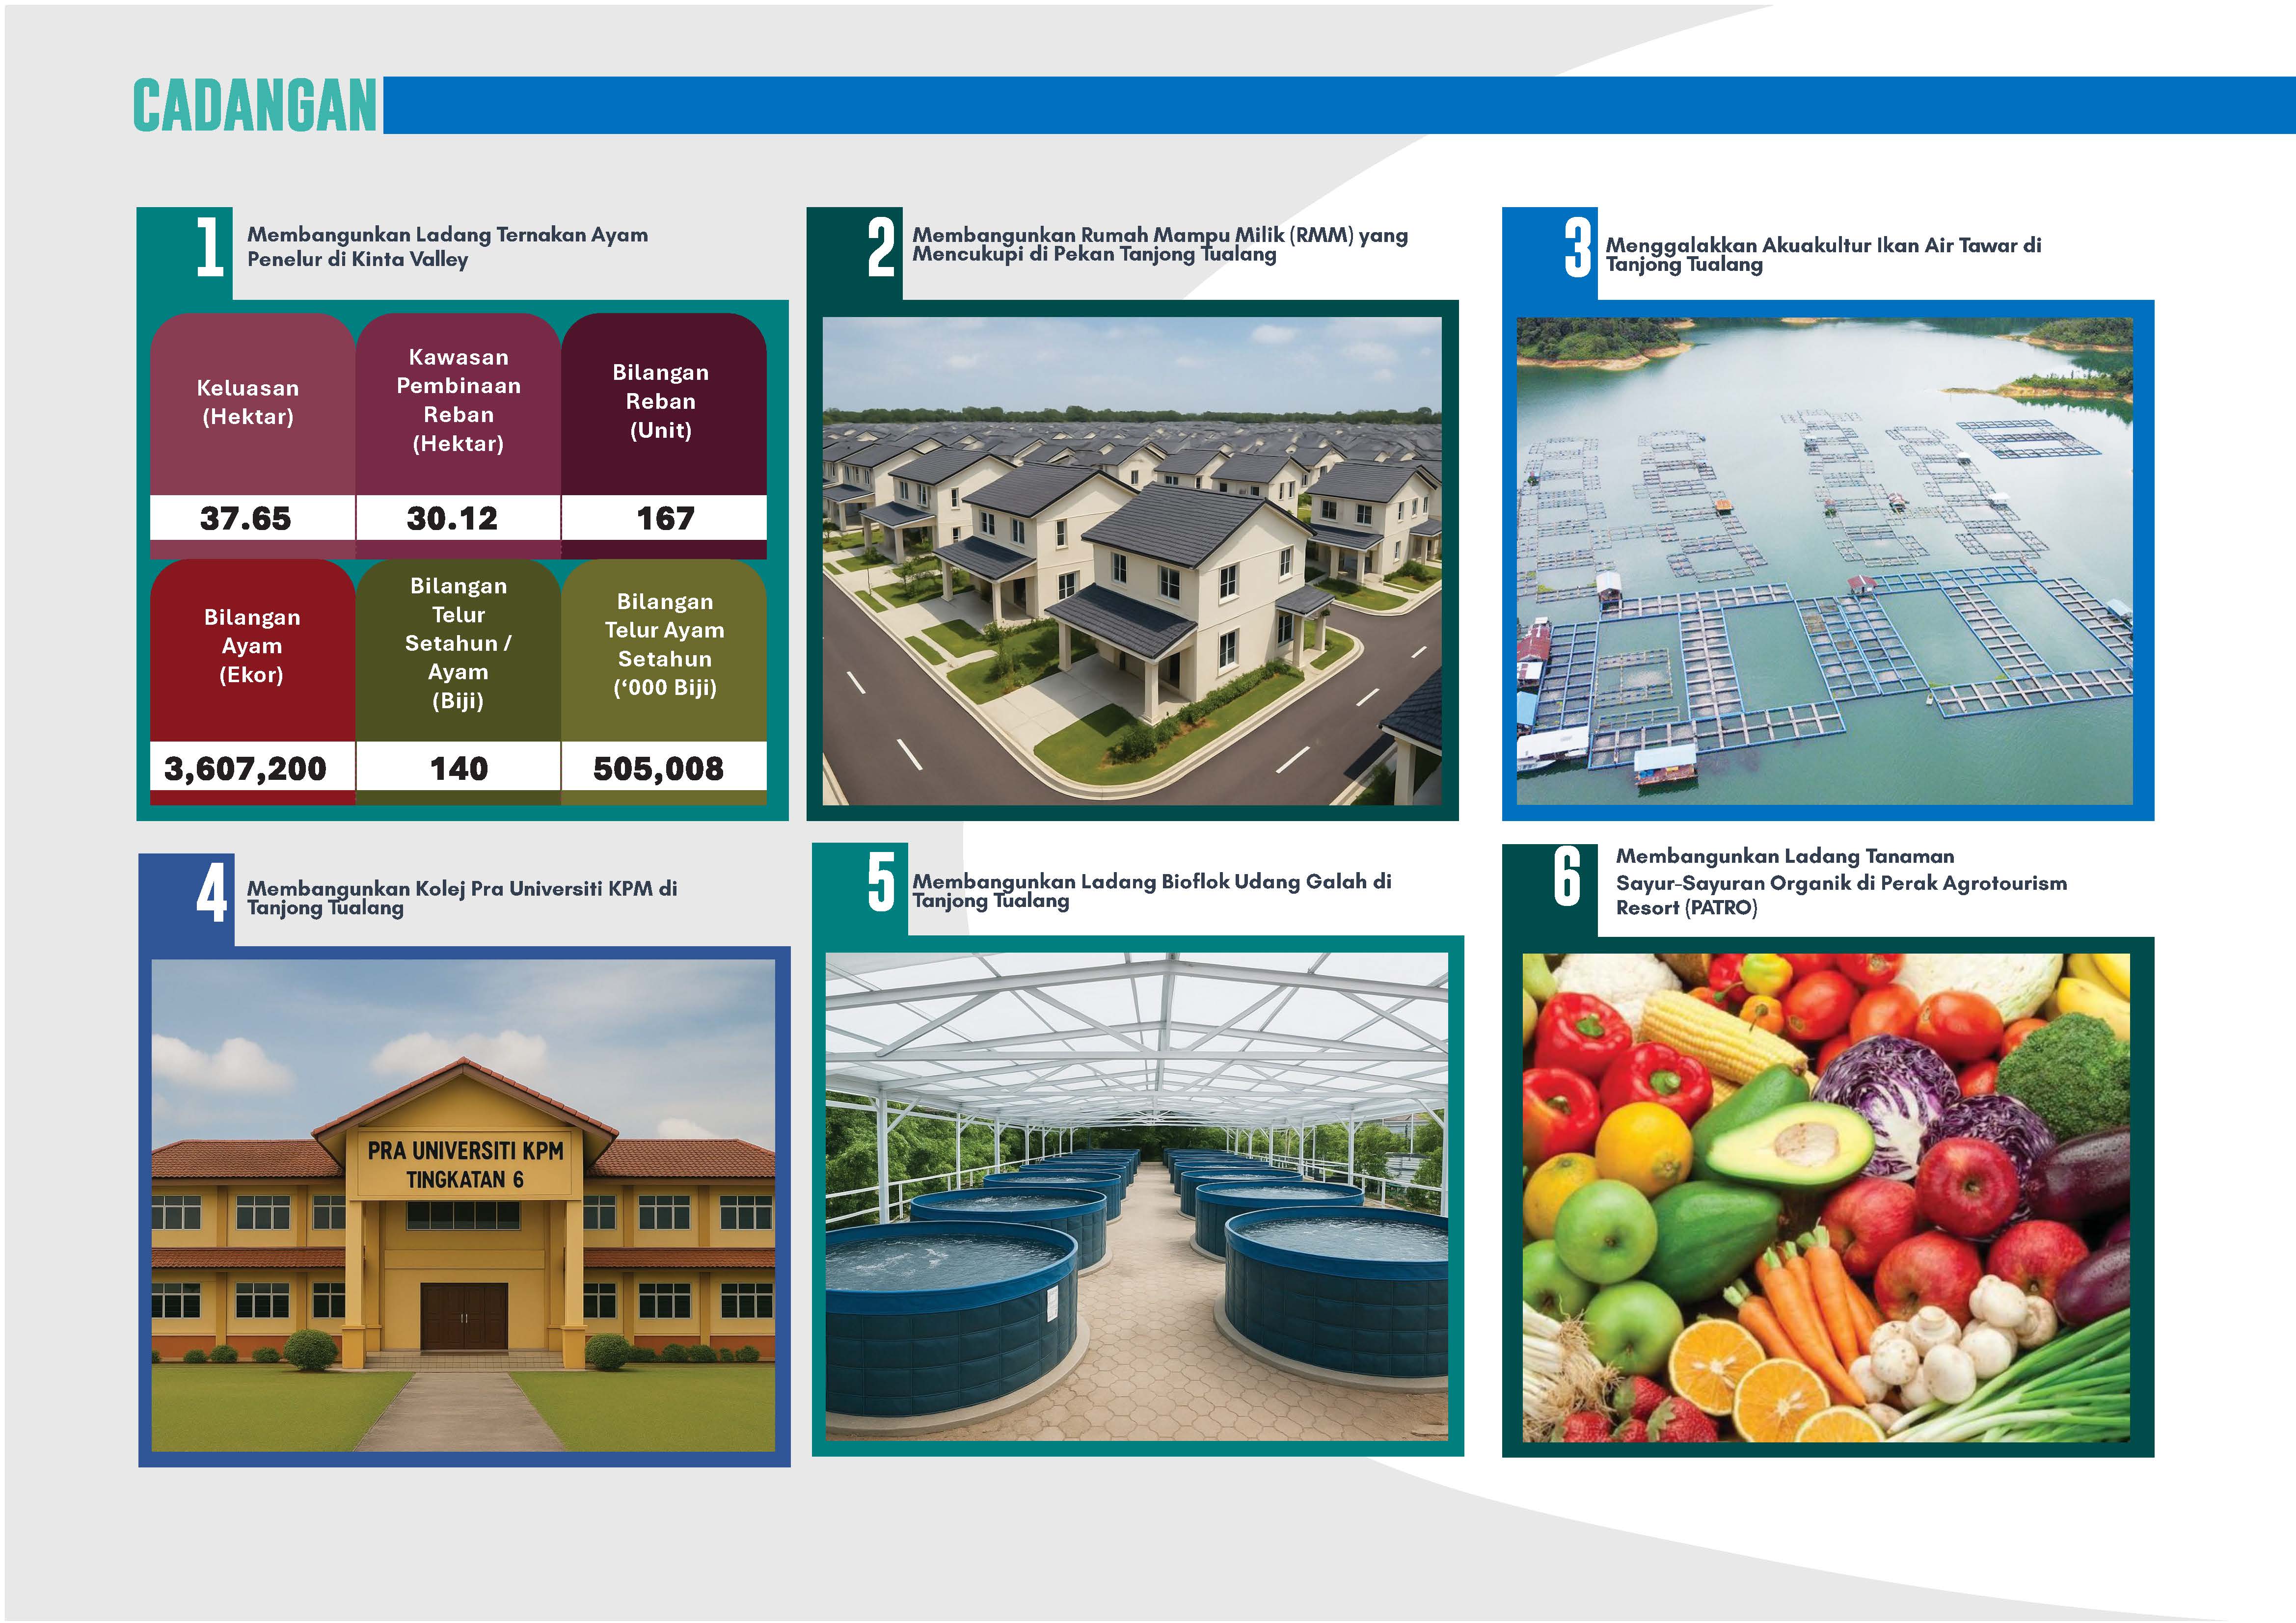 CADANGAN
1
Membangunkan Ladang Ternakan Ayam
Penelur di Kinta Valley
Keluasan
(Hektar)
Kawasan
Pembinaan
Reban
(Hektar)
Bilangan
Reban
(Unit)
37.65
30.12
167
Bilangan
Ayam
(Ekor)
Bilangan
Telur
Setahun /
Ayam
(Biji)
Bilangan
Telur Ayam
Setahun
(‘000 Biji)
3,607,200
140
505,008
2
Membangunkan Rumah Mampu Milik (RMM) yang
Mencukupi di Pekan Tanjong Tualang
3
Menggalakkan Akuakultur Ikan Air Tawar di
Tanjong Tualang
4
Membangunkan Kolej Pra Universiti KPM di
Tanjong Tualang
PRA UNIVERSITI KPM
TINGKATAN 6
5
Membangunkan Ladang Bioflok Udang Galah di
Tanjong Tualang
6
Membangunkan Ladang Tanaman
Sayur-Sayuran Organik di Perak Agrotourism
Resort (PATRO)